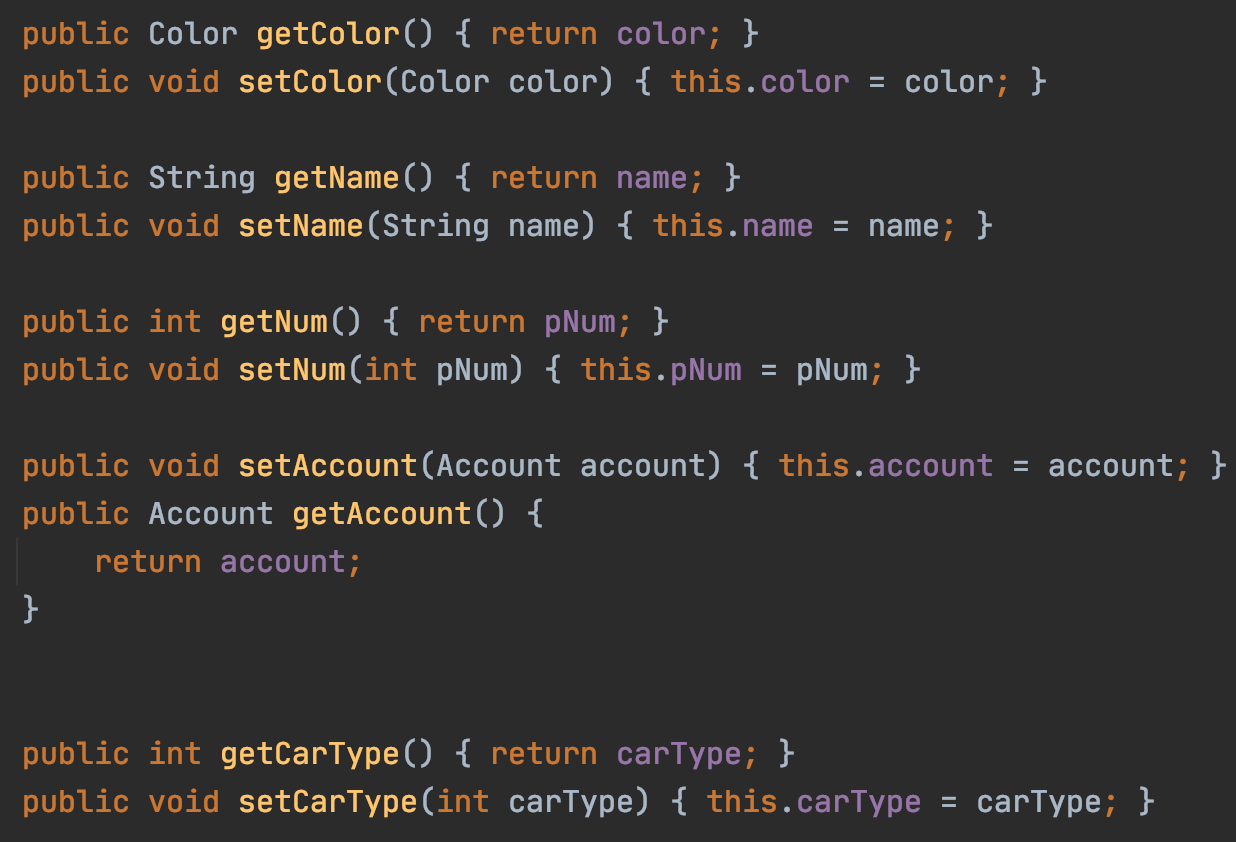 public Color getColor() { return color; }
public void setColor(Color color) { this.color = color; }
public String getName() { return name; }
public void setName(String name) { this.name = name; }
public int getNum() { return pNum; }
public void setNum(int pNum) { this.pNum = pNum; }
public void setAccount(Account account) { this.account = account; }
public Account getAccount() {
    return account;
}
public int getCarType() { return carType; }
public void setCarType(int carType) { this.carType = carType; }